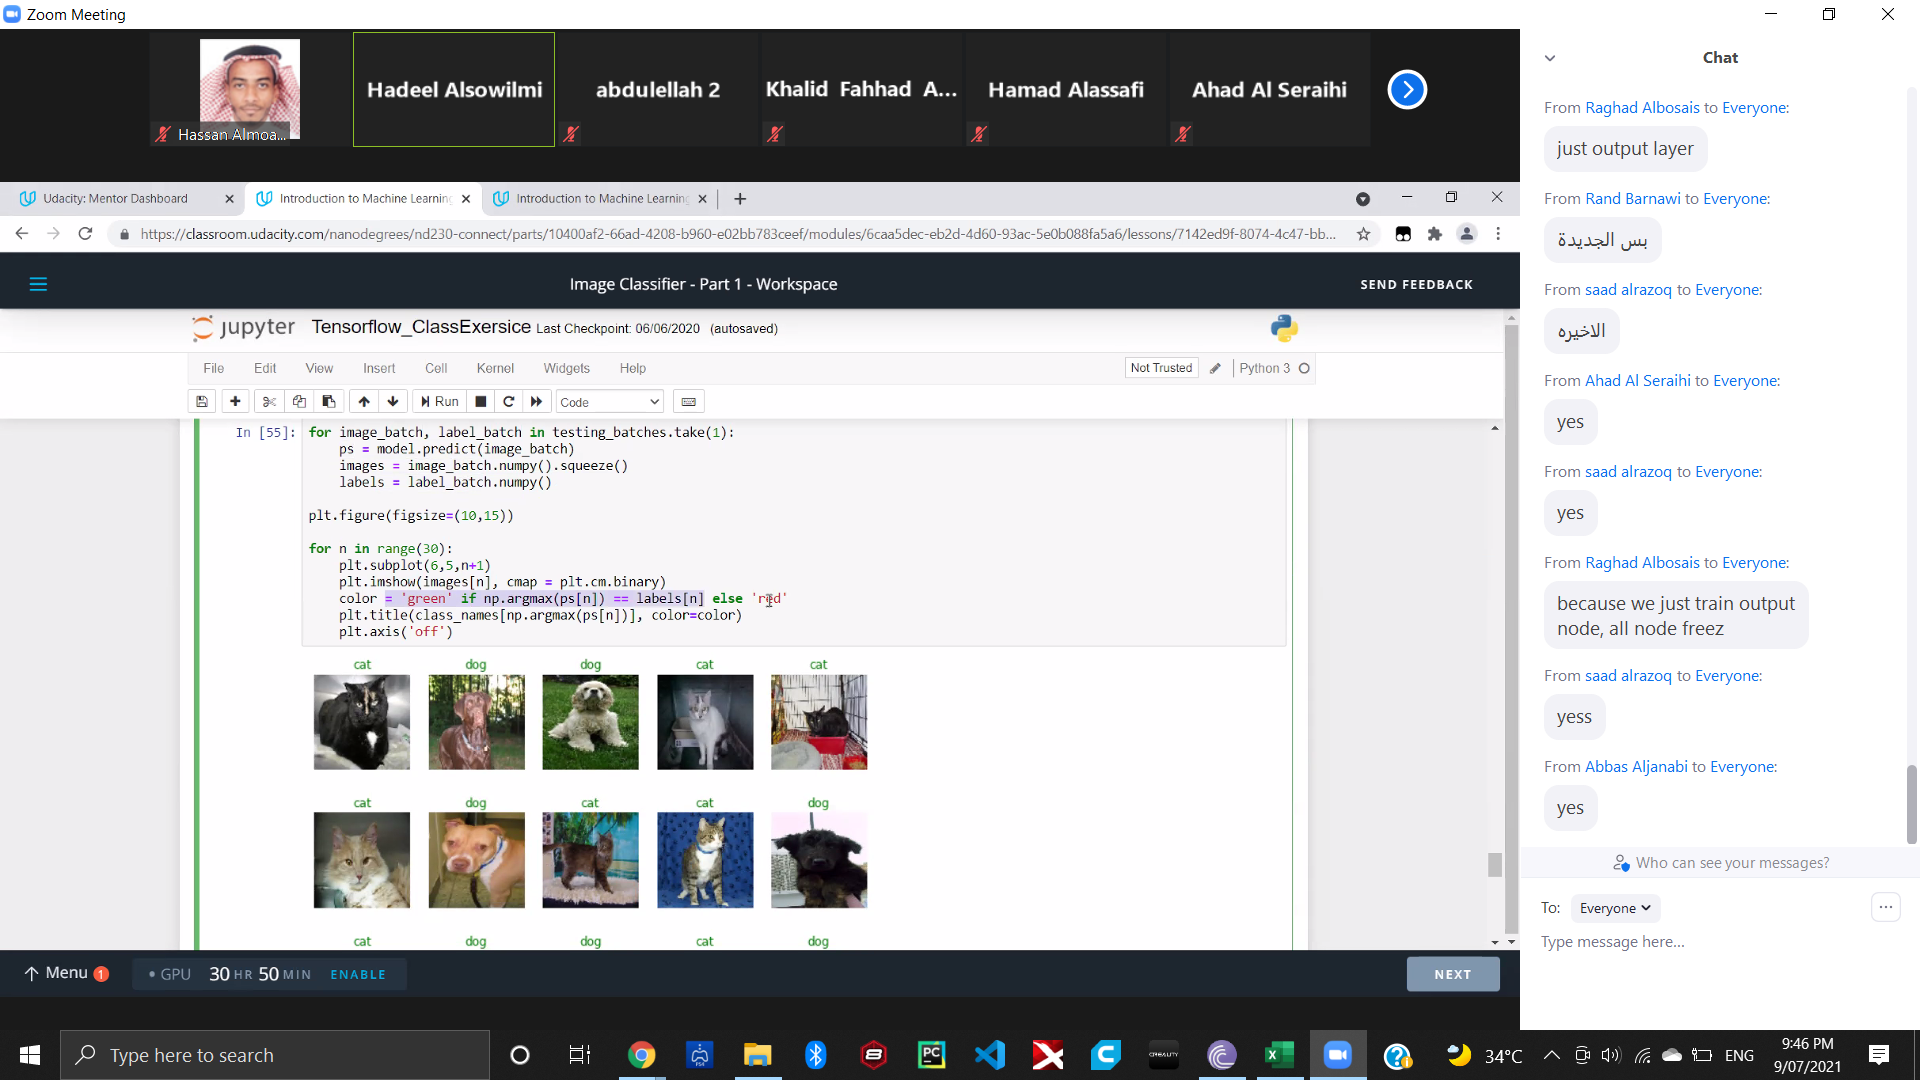 Zoom Meeting
Hassan Almoa...
Hadeel Alsowilmi
abdulellah 2
Khalid Fahhad A...
Hamad Alassafi
Ahad Al Seraihi
Udacity: Mentor Dashboard
Introduction to Machine Learning
Introduction to Machine Learning
https://classroom.udacity.com/nanodegrees/nd230-connect/parts/10400af2-66ad-4208-b960-e02bb783ceef/modules/6caa5dec-eb2d-4d60-93ac-5e0b088fa5a6/lessons/7142ed9f-8074-4c47-bb...
Image Classifier - Part 1 - Workspace
SEND FEEDBACK
jupyter Tensorflow_ClassExersice Last Checkpoint: 06/06/2020 (autosaved)
File Edit View Insert Cell Kernel Widgets Help
Not Trusted
Python 3
Run
Code
In [55]: for image_batch, label_batch in testing_batches.take(1):
ps = model.predict(image_batch)
images = image_batch.numpy().squeeze()
labels = label_batch.numpy()
plt.figure(figsize=(10,15))
for n in range(30):
plt.subplot(6,5,n+1)
plt.imshow(images[n], cmap = plt.cm.binary)
color = 'green' if np.argmax(ps[n]) == labels[n] else 'red'
plt.title(class_names[np.argmax(ps[n])], color=color)
plt.axis('off')
cat dog dog cat cat
cat dog cat cat dog
cat dog dog cat dog
Menu 1
GPU 30 HR 50 MIN ENABLE
NEXT
Chat
From Raghad Albosais to Everyone:
just output layer
From Rand Barnawi to Everyone:
بس الجديدة
From saad alrazoq to Everyone:
الاخيره
From Ahad Al Seraihi to Everyone:
yes
From saad alrazoq to Everyone:
yes
From Raghad Albosais to Everyone:
because we just train output
node, all node freez
From saad alrazoq to Everyone:
yess
From Abbas Aljanabi to Everyone:
yes
Who can see your messages?
To: Everyone
Type message here...
Type here to search
PC
CREALITY
34°C
ENG
9:46 PM
9/07/2021